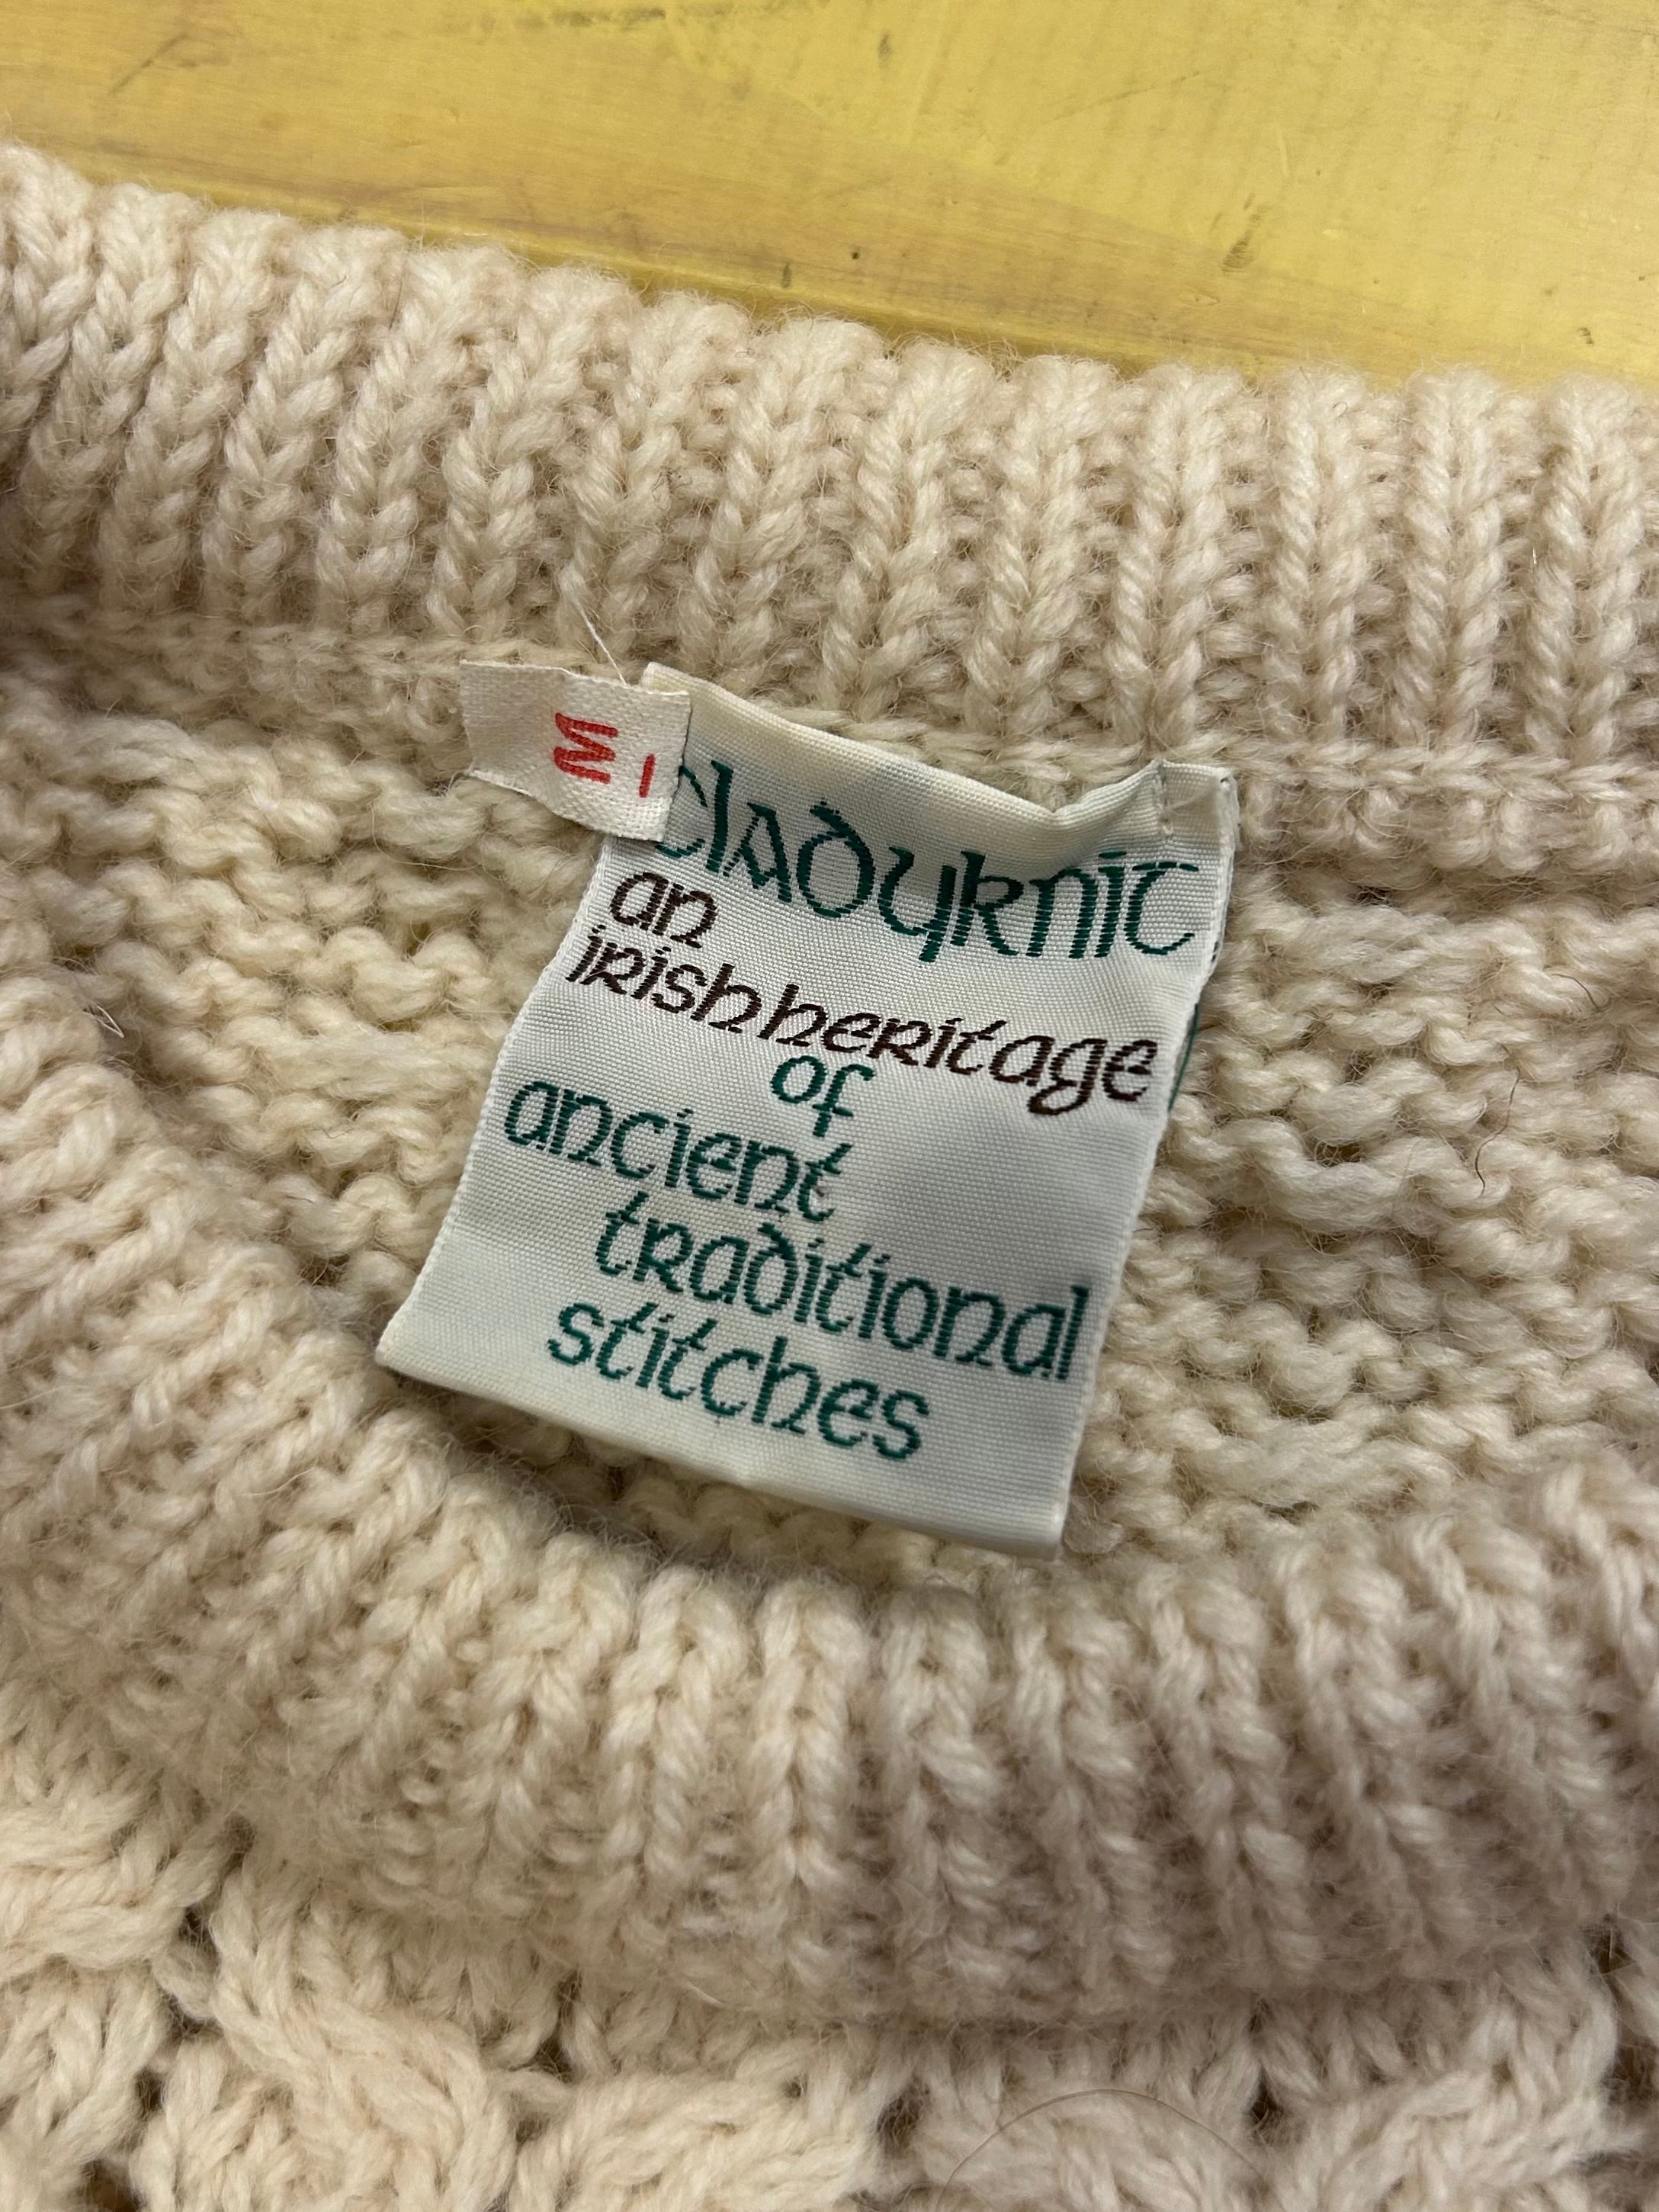 M
cladyknit
an
irish heritage
of
ancient
traditional
stitches